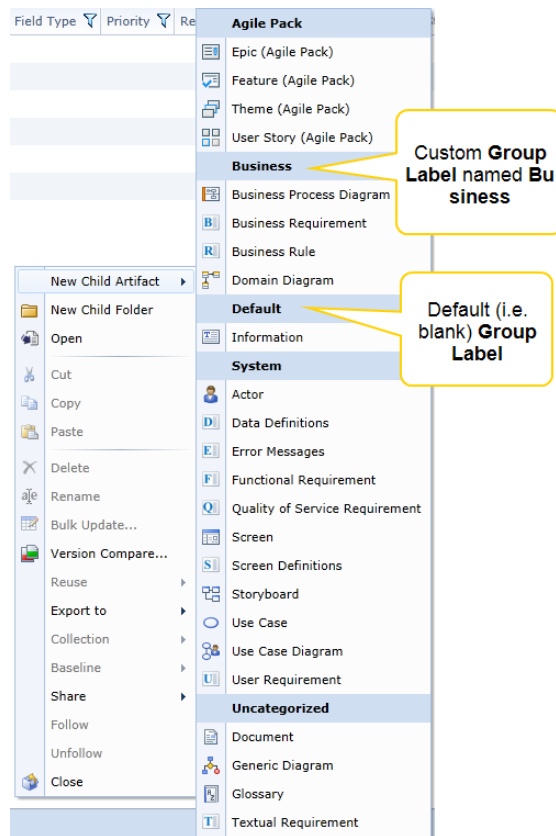 Field Type Priority Re
Agile Pack
Epic (Agile Pack)
Feature (Agile Pack)
Theme (Agile Pack)
User Story (Agile Pack)
Business
Business Process Diagram
Business Requirement
Business Rule
Domain Diagram
Default
Information
System
Actor
Data Definitions
Error Messages
Functional Requirement
Quality of Service Requirement
Screen
Screen Definitions
Storyboard
Use Case
Use Case Diagram
User Requirement
Uncategorized
Document
Generic Diagram
Glossary
Textual Requirement
Custom Group
Label named Bu
siness
Default (i.e.
blank) Group
Label
New Child Artifact
New Child Folder
Open
Cut
Copy
Paste
Delete
Rename
Bulk Update...
Version Compare...
Reuse
Export to
Collection
Baseline
Share
Follow
Unfollow
Close